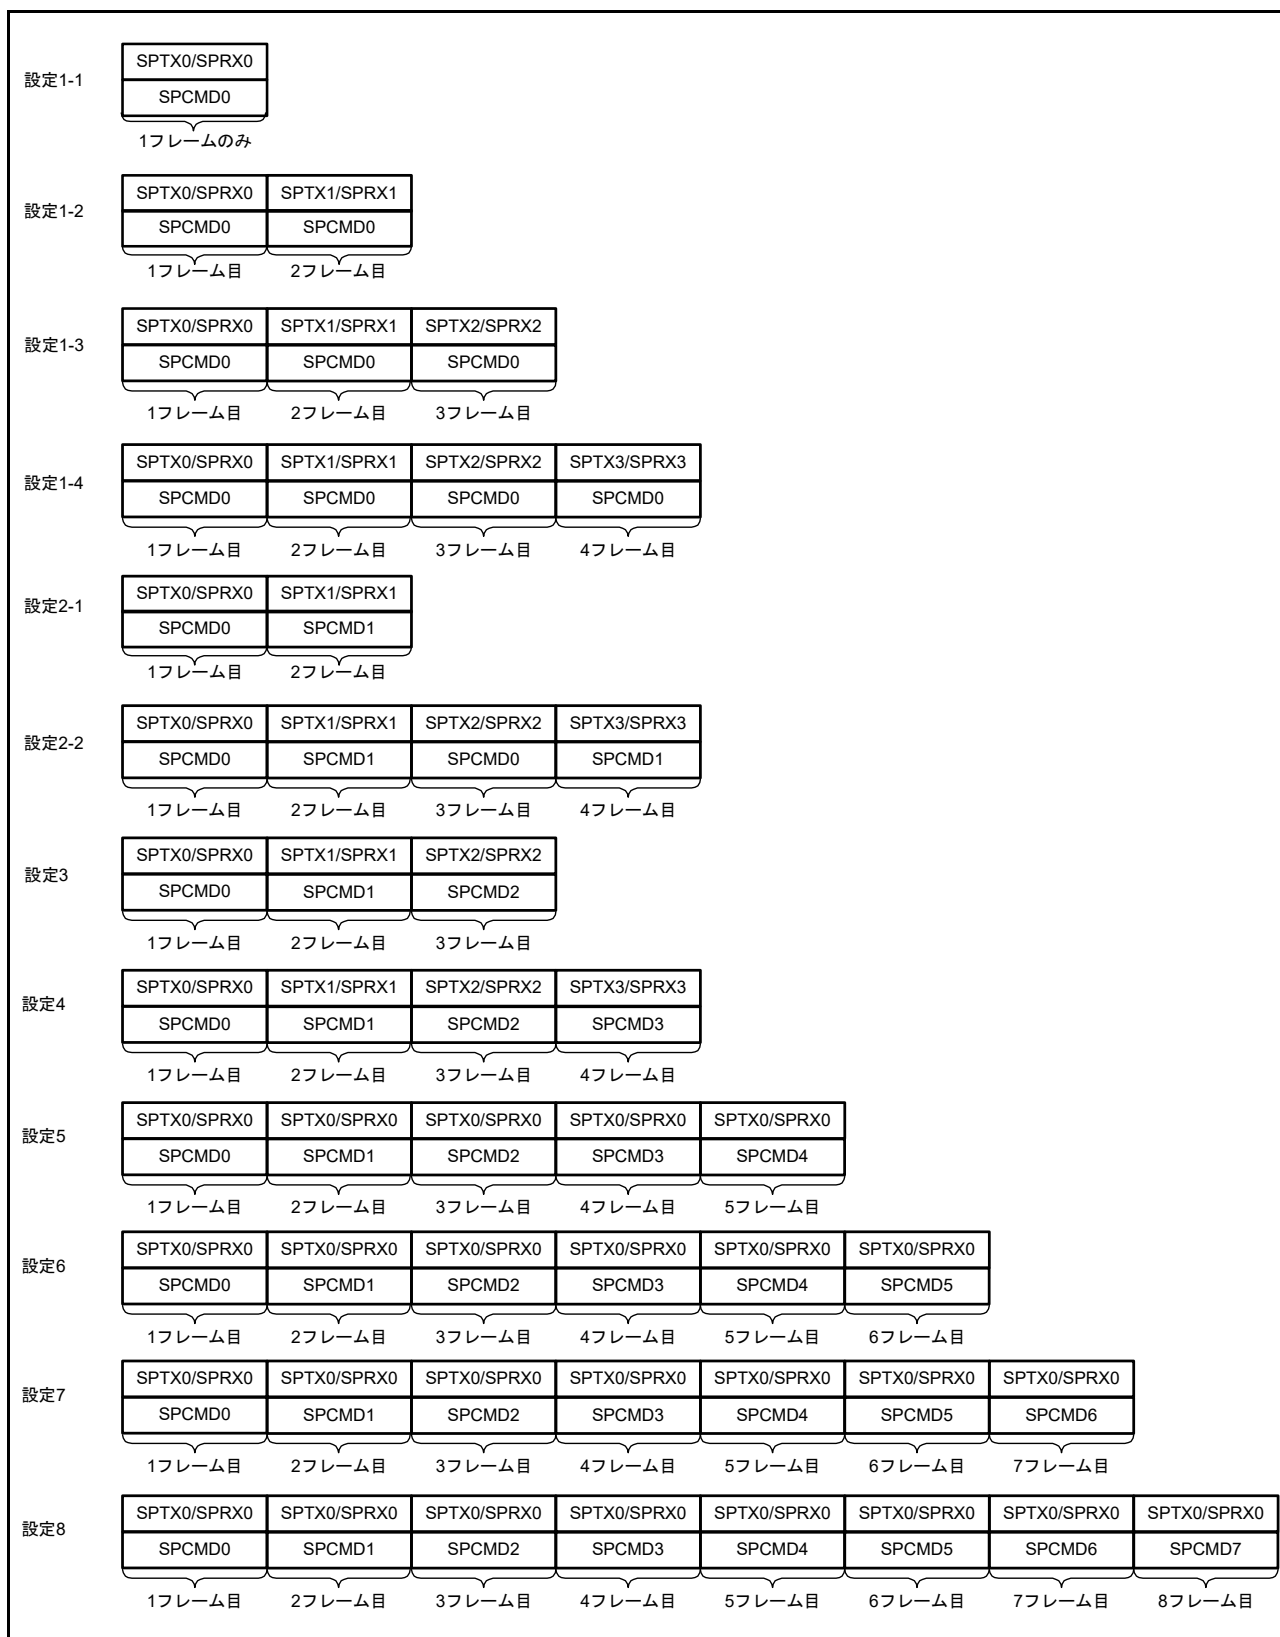 設定1-1
SPTX0/SPRX0
SPCMD0
1フレームのみ
設定1-2
SPTX0/SPRX0 SPTX1/SPRX1
SPCMD0 SPCMD0
1フレーム目 2フレーム目
設定1-3
SPTX0/SPRX0 SPTX1/SPRX1 SPTX2/SPRX2
SPCMD0 SPCMD0 SPCMD0
1フレーム目 2フレーム目 3フレーム目
設定1-4
SPTX0/SPRX0 SPTX1/SPRX1 SPTX2/SPRX2 SPTX3/SPRX3
SPCMD0 SPCMD0 SPCMD0 SPCMD0
1フレーム目 2フレーム目 3フレーム目 4フレーム目
設定2-1
SPTX0/SPRX0 SPTX1/SPRX1
SPCMD0 SPCMD1
1フレーム目 2フレーム目
設定2-2
SPTX0/SPRX0 SPTX1/SPRX1 SPTX2/SPRX2 SPTX3/SPRX3
SPCMD0 SPCMD1 SPCMD0 SPCMD1
1フレーム目 2フレーム目 3フレーム目 4フレーム目
設定3
SPTX0/SPRX0 SPTX1/SPRX1 SPTX2/SPRX2
SPCMD0 SPCMD1 SPCMD2
1フレーム目 2フレーム目 3フレーム目
設定4
SPTX0/SPRX0 SPTX1/SPRX1 SPTX2/SPRX2 SPTX3/SPRX3
SPCMD0 SPCMD1 SPCMD2 SPCMD3
1フレーム目 2フレーム目 3フレーム目 4フレーム目
設定5
SPTX0/SPRX0 SPTX0/SPRX0 SPTX0/SPRX0 SPTX0/SPRX0 SPTX0/SPRX0
SPCMD0 SPCMD1 SPCMD2 SPCMD3 SPCMD4
1フレーム目 2フレーム目 3フレーム目 4フレーム目 5フレーム目
設定6
SPTX0/SPRX0 SPTX0/SPRX0 SPTX0/SPRX0 SPTX0/SPRX0 SPTX0/SPRX0 SPTX0/SPRX0
SPCMD0 SPCMD1 SPCMD2 SPCMD3 SPCMD4 SPCMD5
1フレーム目 2フレーム目 3フレーム目 4フレーム目 5フレーム目 6フレーム目
設定7
SPTX0/SPRX0 SPTX0/SPRX0 SPTX0/SPRX0 SPTX0/SPRX0 SPTX0/SPRX0 SPTX0/SPRX0 SPTX0/SPRX0
SPCMD0 SPCMD1 SPCMD2 SPCMD3 SPCMD4 SPCMD5 SPCMD6
1フレーム目 2フレーム目 3フレーム目 4フレーム目 5フレーム目 6フレーム目 7フレーム目
設定8
SPTX0/SPRX0 SPTX0/SPRX0 SPTX0/SPRX0 SPTX0/SPRX0 SPTX0/SPRX0 SPTX0/SPRX0 SPTX0/SPRX0 SPTX0/SPRX0
SPCMD0 SPCMD1 SPCMD2 SPCMD3 SPCMD4 SPCMD5 SPCMD6 SPCMD7
1フレーム目 2フレーム目 3フレーム目 4フレーム目 5フレーム目 6フレーム目 7フレーム目 8フレーム目